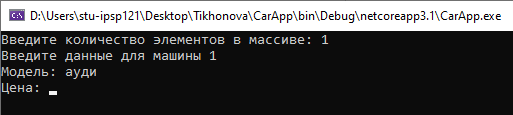 D:\Users\stu-ipsp121\Desktop\Tikhonova\CarApp\bin\Debug\netcoreapp3.1\CarApp.exe
Введите количество элементов в массиве: 1
Введите данные для машины 1
Модель: ауди
Цена: